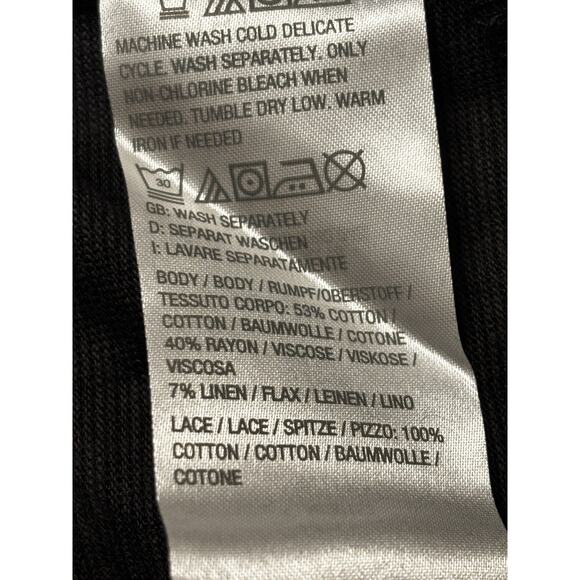 MACHINE WASH COLD DELICATE
CYCLE. WASH SEPARATELY. ONLY
NON-CHLORINE BLEACH WHEN
NEEDED. TUMBLE DRY LOW. WARM
IRON IF NEEDED
30
GB: WASH SEPARATELY
D: SEPARAT WASCHEN
I: LAVARE SEPARATAMENTE
BODY / BODY / RUMPF/OBERSTOFF /
TESSUTO CORPO: 53% COTTON /
COTTON / BAUMWOLLE / COTONE
40% RAYON / VISCOSE / VISKOSE /
VISCOSA
7% LINEN / FLAX / LEINEN / LINO
LACE / LACE / SPITZE / PIZZO: 100%
COTTON / COTTON / BAUMWOLLE /
COTONE